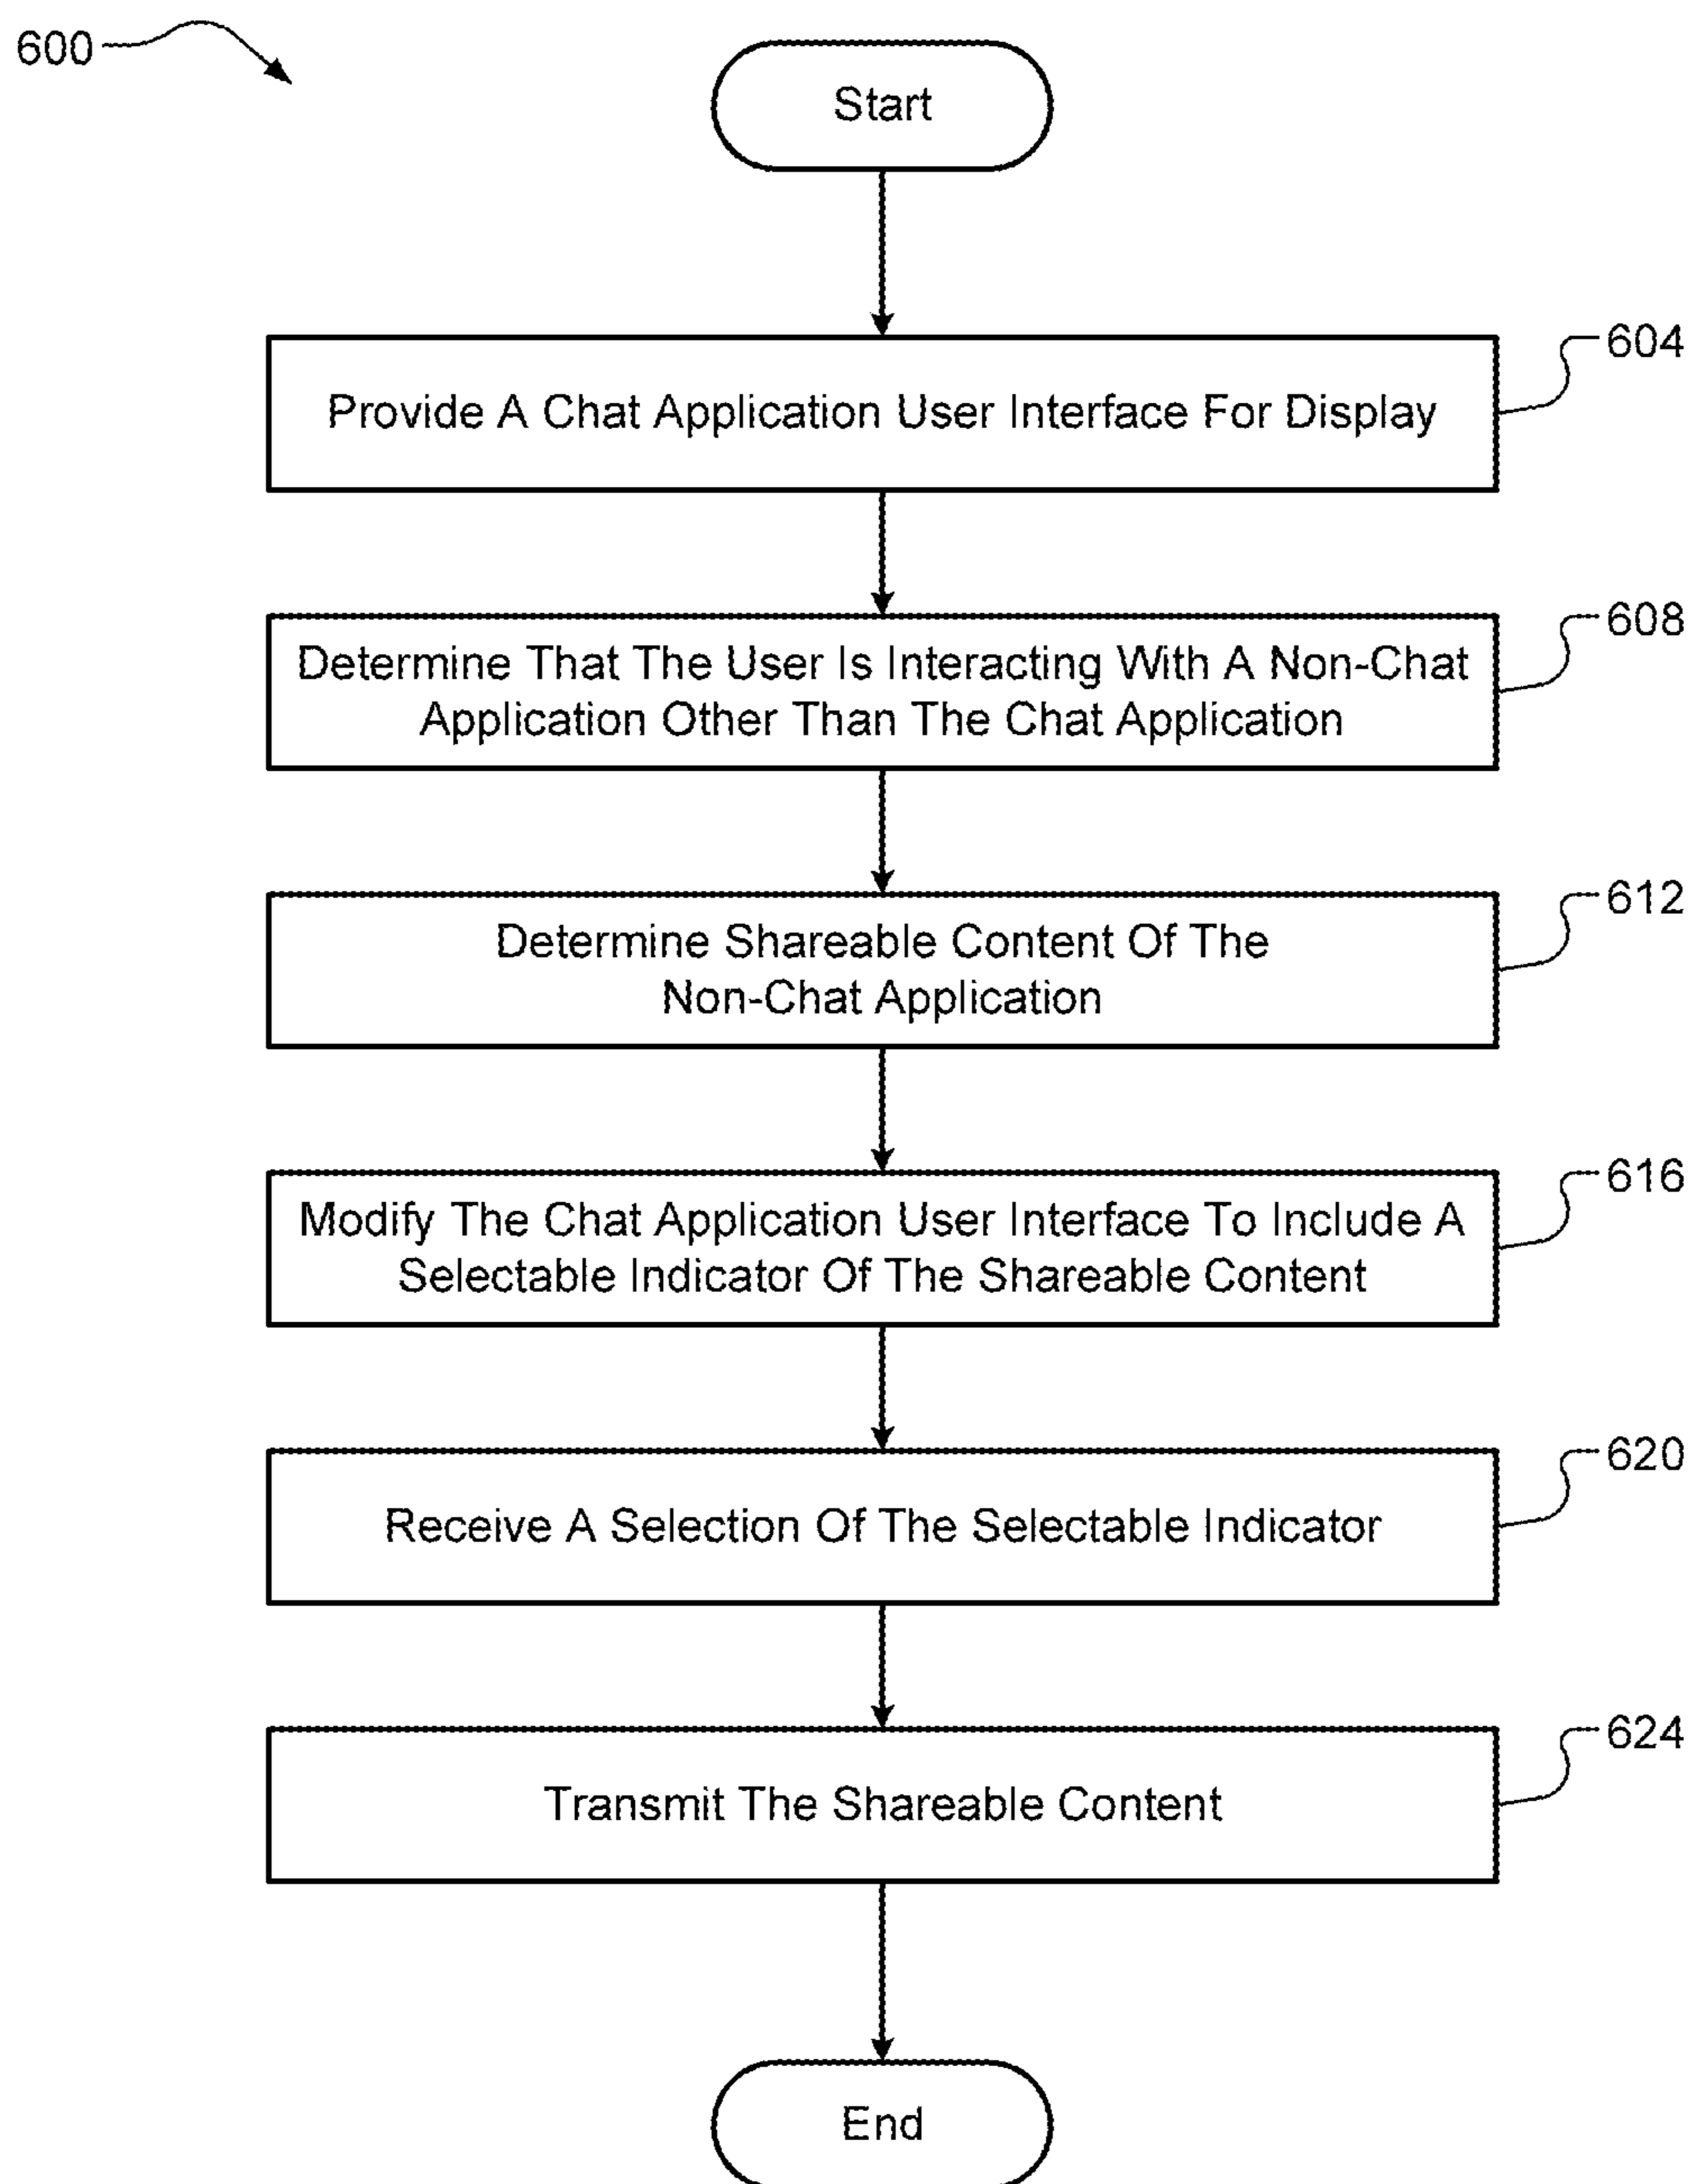 600
Start
604
Provide A Chat Application User Interface For Display
608
Determine That The User Is Interacting With A Non-Chat
Application Other Than The Chat Application
612
Determine Shareable Content Of The
Non-Chat Application
616
Modify The Chat Application User Interface To Include A
Selectable Indicator Of The Shareable Content
620
Receive A Selection Of The Selectable Indicator
624
Transmit The Shareable Content
End